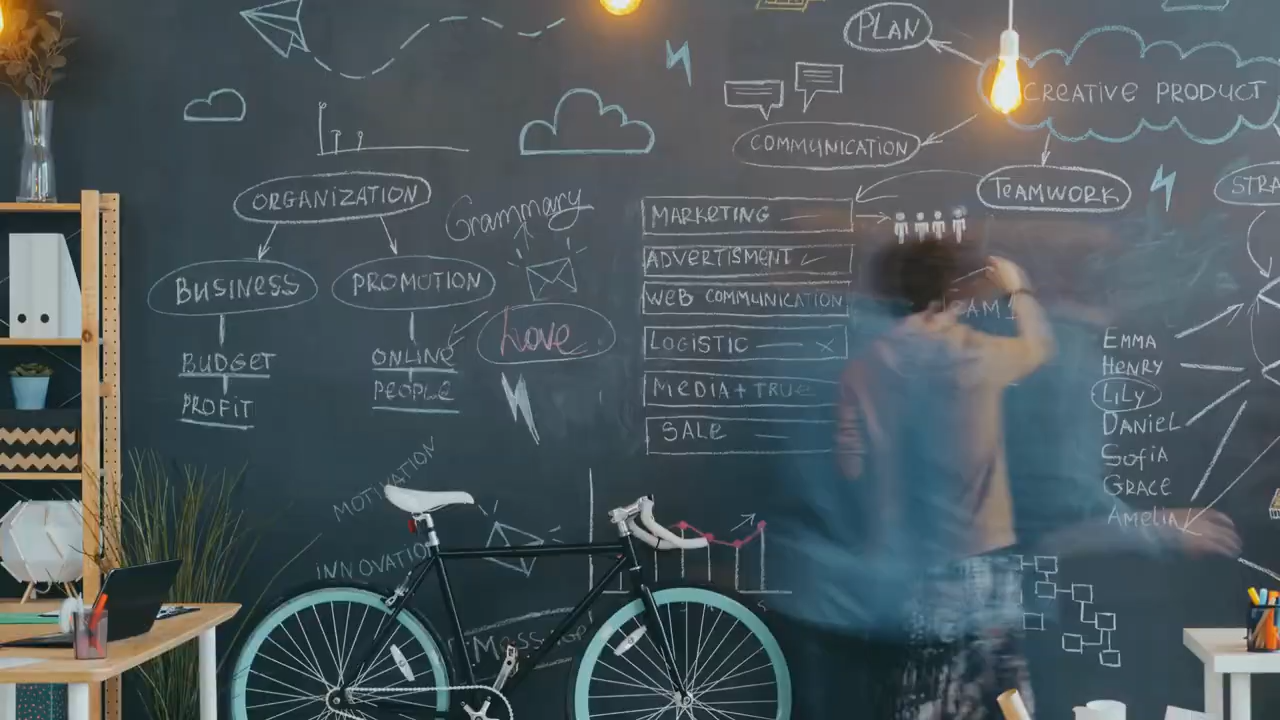 PLAN
CREATIVE PRODUCT
COMMUNICATION
TEAMWORK
ORGANIZATION
Grammary
BUSINESS
PROMOTION
Love
BUDGET
PROFIT
ONLINE
PEOPLE
MARKETING
ADVERTISMENT
WEB COMMUNICATION
LOGISTIC
MEDIA + TRUE
SALE
EMMA
HENRY
LILY
DANIEL
SOFIA
GRACE
AMELIA
MOTIVATION
INNOVATION